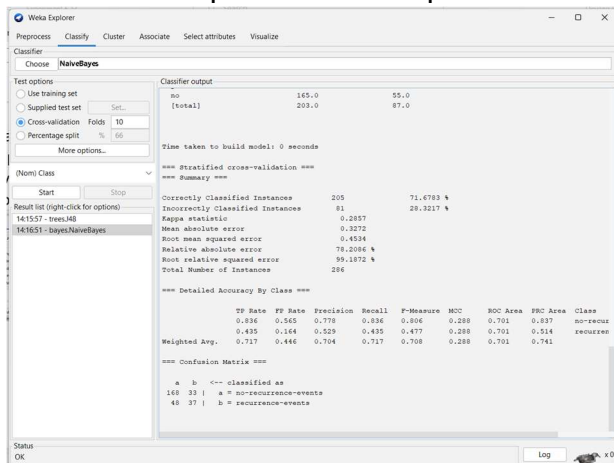 Weka Explorer
Preprocess Classify Cluster Associate Select attributes Visualize
Classifier
Choose NaiveBayes
Test options
Use training set
Supplied test set Set...
Cross-validation Folds 10
Percentage split % 66
More options...
(Nom) Class
Start Stop
Result list (right-click for options)
14:15:57 - trees.J48
14:16:51 - bayes.NaiveBayes
Classifier output
no 165.0 55.0
[total] 203.0 87.0
Time taken to build model: 0 seconds
=== Stratified cross-validation ===
=== Summary ===
Correctly Classified Instances 205 71.6783 %
Incorrectly Classified Instances 81 28.3217 %
Kappa statistic 0.2857
Mean absolute error 0.3272
Root mean squared error 0.4534
Relative absolute error 78.2086 %
Root relative squared error 99.1872 %
Total Number of Instances 286
=== Detailed Accuracy By Class ===
TP Rate FP Rate Precision Recall F-Measure MCC ROC Area PRC Area Class
0.836 0.565 0.778 0.836 0.806 0.288 0.701 0.837 no-recur
0.435 0.164 0.529 0.435 0.477 0.288 0.701 0.514 recurren
Weighted Avg. 0.717 0.446 0.704 0.717 0.708 0.288 0.701 0.741
=== Confusion Matrix ===
a b <-- classified as
168 33 | a = no-recurrence-events
48 37 | b = recurrence-events
Status
OK
Log
x 0